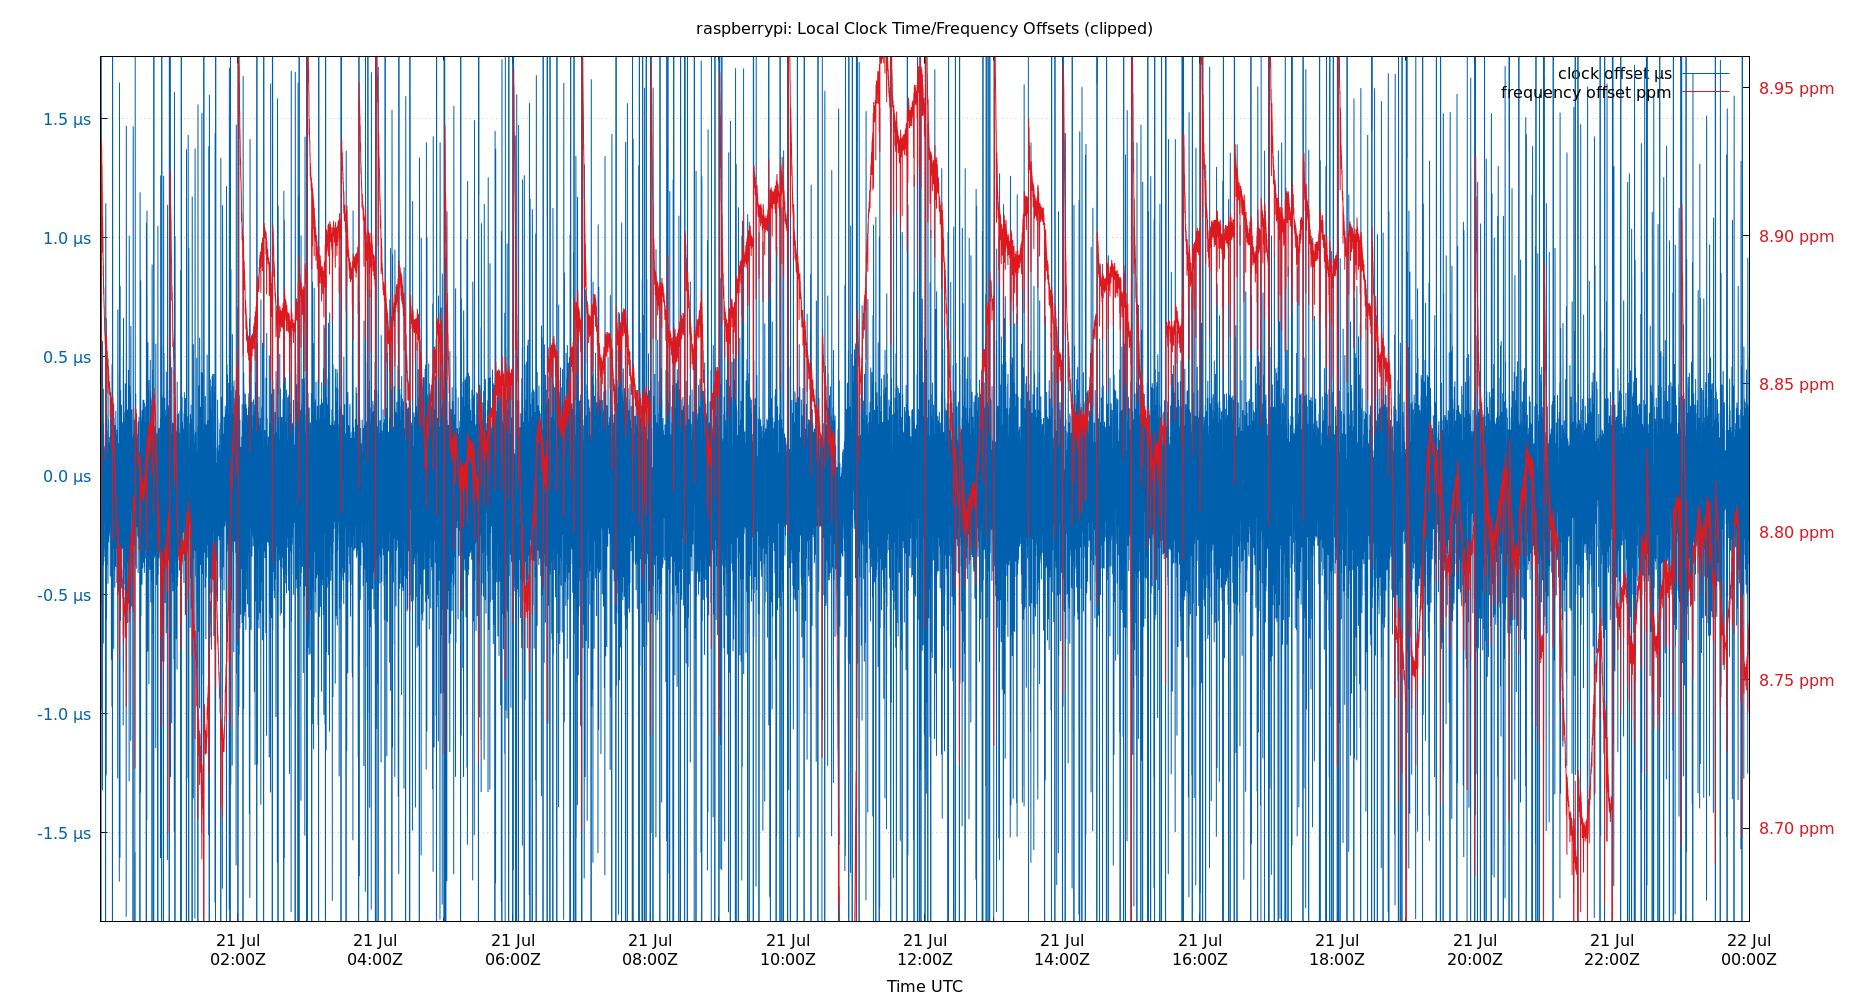 raspberrypi: Local Clock Time/Frequency Offsets (clipped)
clock offset µs
frequency offset ppm
1.5 µs
1.0 µs
0.5 µs
0.0 µs
-0.5 µs
-1.0 µs
-1.5 µs
8.95 ppm
8.90 ppm
8.85 ppm
8.80 ppm
8.75 ppm
8.70 ppm
21 Jul 21 Jul 21 Jul 21 Jul 21 Jul 21 Jul 21 Jul 21 Jul 21 Jul 21 Jul 21 Jul 22 Jul
02:00Z 04:00Z 06:00Z 08:00Z 10:00Z 12:00Z 14:00Z 16:00Z 18:00Z 20:00Z 22:00Z 00:00Z
Time UTC